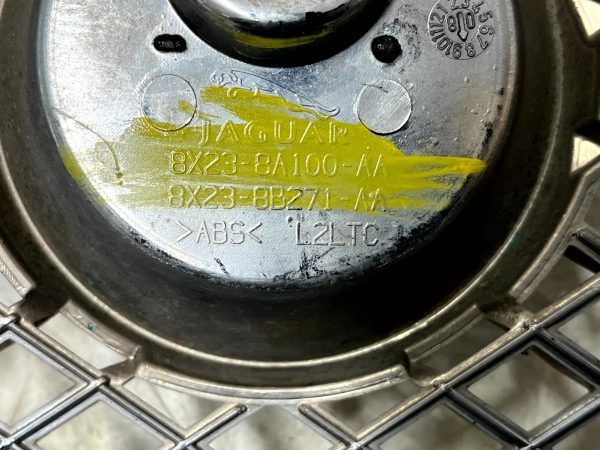 JAGUAR
8X23-8A100-AA
8X23-8B271-AA
>ABS< L2LTC